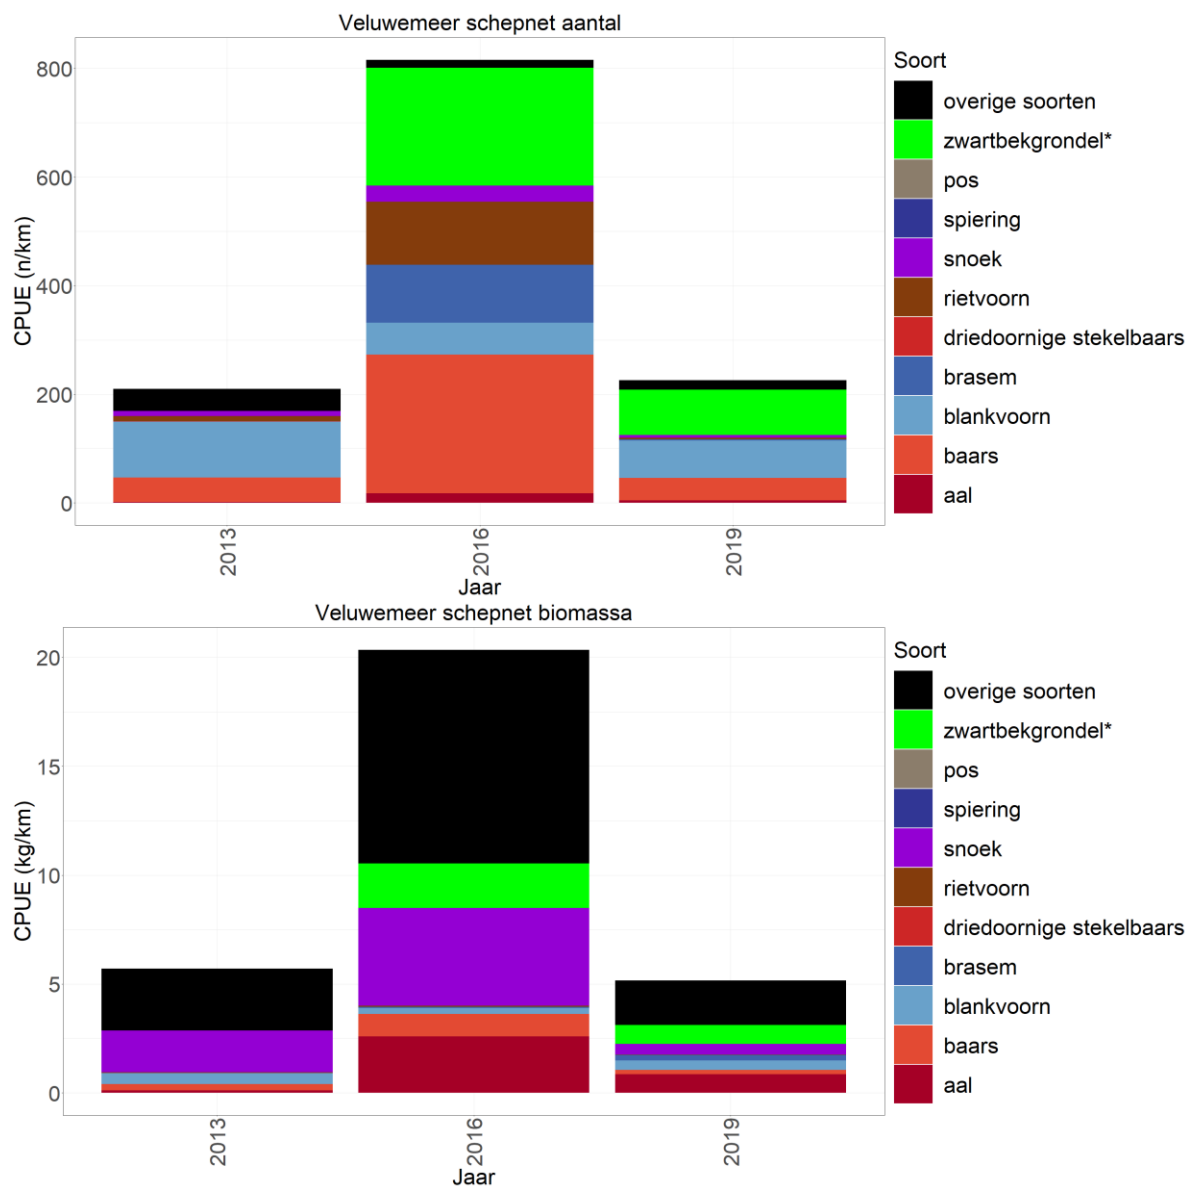 Veluwemeer schepnet aantal
CPUE (n/km)
800
600
400
200
0
2013
2016
2019
Jaar
Soort
overige soorten
zwartbekgrondel*
pos
spiering
snoek
rietvoorn
driedoornige stekelbaars
brasem
blankvoorn
baars
aal
Veluwemeer schepnet biomassa
CPUE (kg/km)
20
15
10
5
0
2013
2016
2019
Jaar
Soort
overige soorten
zwartbekgrondel*
pos
spiering
snoek
rietvoorn
driedoornige stekelbaars
brasem
blankvoorn
baars
aal